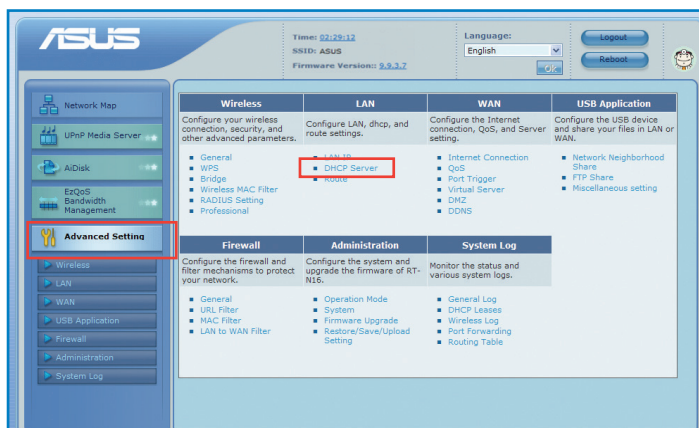 ASUS
Time: 02:29:12
SSID: ASUS
Firmware Version:: 9.9.3.7
Language:
English
OK
Logout
Reboot
Network Map
UPnP Media Server
AiDisk
EzQoS
Bandwidth
Management
Advanced Setting
Wireless
LAN
WAN
USB Application
Firewall
Administration
System Log
Wireless
Configure your wireless
connection, security, and
other advanced parameters.
General
WPS
Bridge
Wireless MAC Filter
RADIUS Setting
Professional
LAN
Configure LAN, dhcp, and
route settings.
LAN IP
DHCP Server
Route
WAN
Configure the Internet
connection, QoS, and Server
setting.
Internet Connection
QoS
Port Trigger
Virtual Server
DMZ
DDNS
USB Application
Configure the USB device
and share your files in LAN or
WAN.
Network Neighborhood
Share
FTP Share
Miscellaneous setting
Firewall
Configure the firewall and
filter mechanisms to protect
your network.
General
URL Filter
MAC Filter
LAN to WAN Filter
Administration
Configure the system and
upgrade the firmware of RT-
N16.
Operation Mode
System
Firmware Upgrade
Restore/Save/Upload
Setting
System Log
Monitor the status and
various system logs.
General Log
DHCP Leases
Wireless Log
Port Forwarding
Routing Table